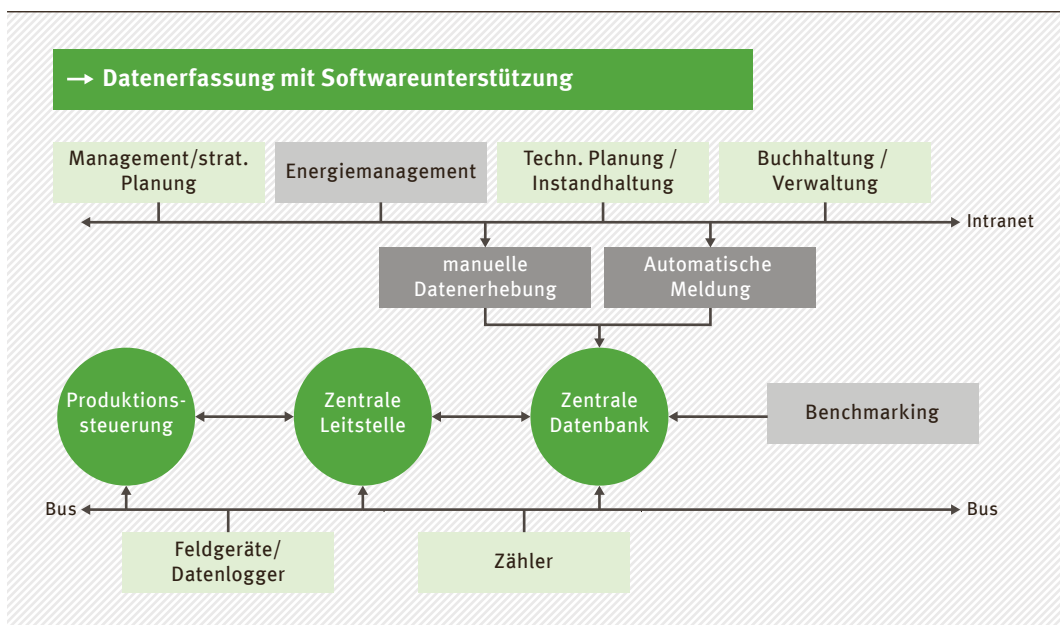 → Datenerfassung mit Softwareunterstützung
Management/strat.
Planung
Energiemanagement
Techn. Planung /
Instandhaltung
Buchhaltung /
Verwaltung
Intranet
manuelle
Datenerhebung
Automatische
Meldung
Produktions-
steuerung
Zentrale
Leitstelle
Zentrale
Datenbank
Benchmarking
Bus
Bus
Feldgeräte/
Datenlogger
Zähler